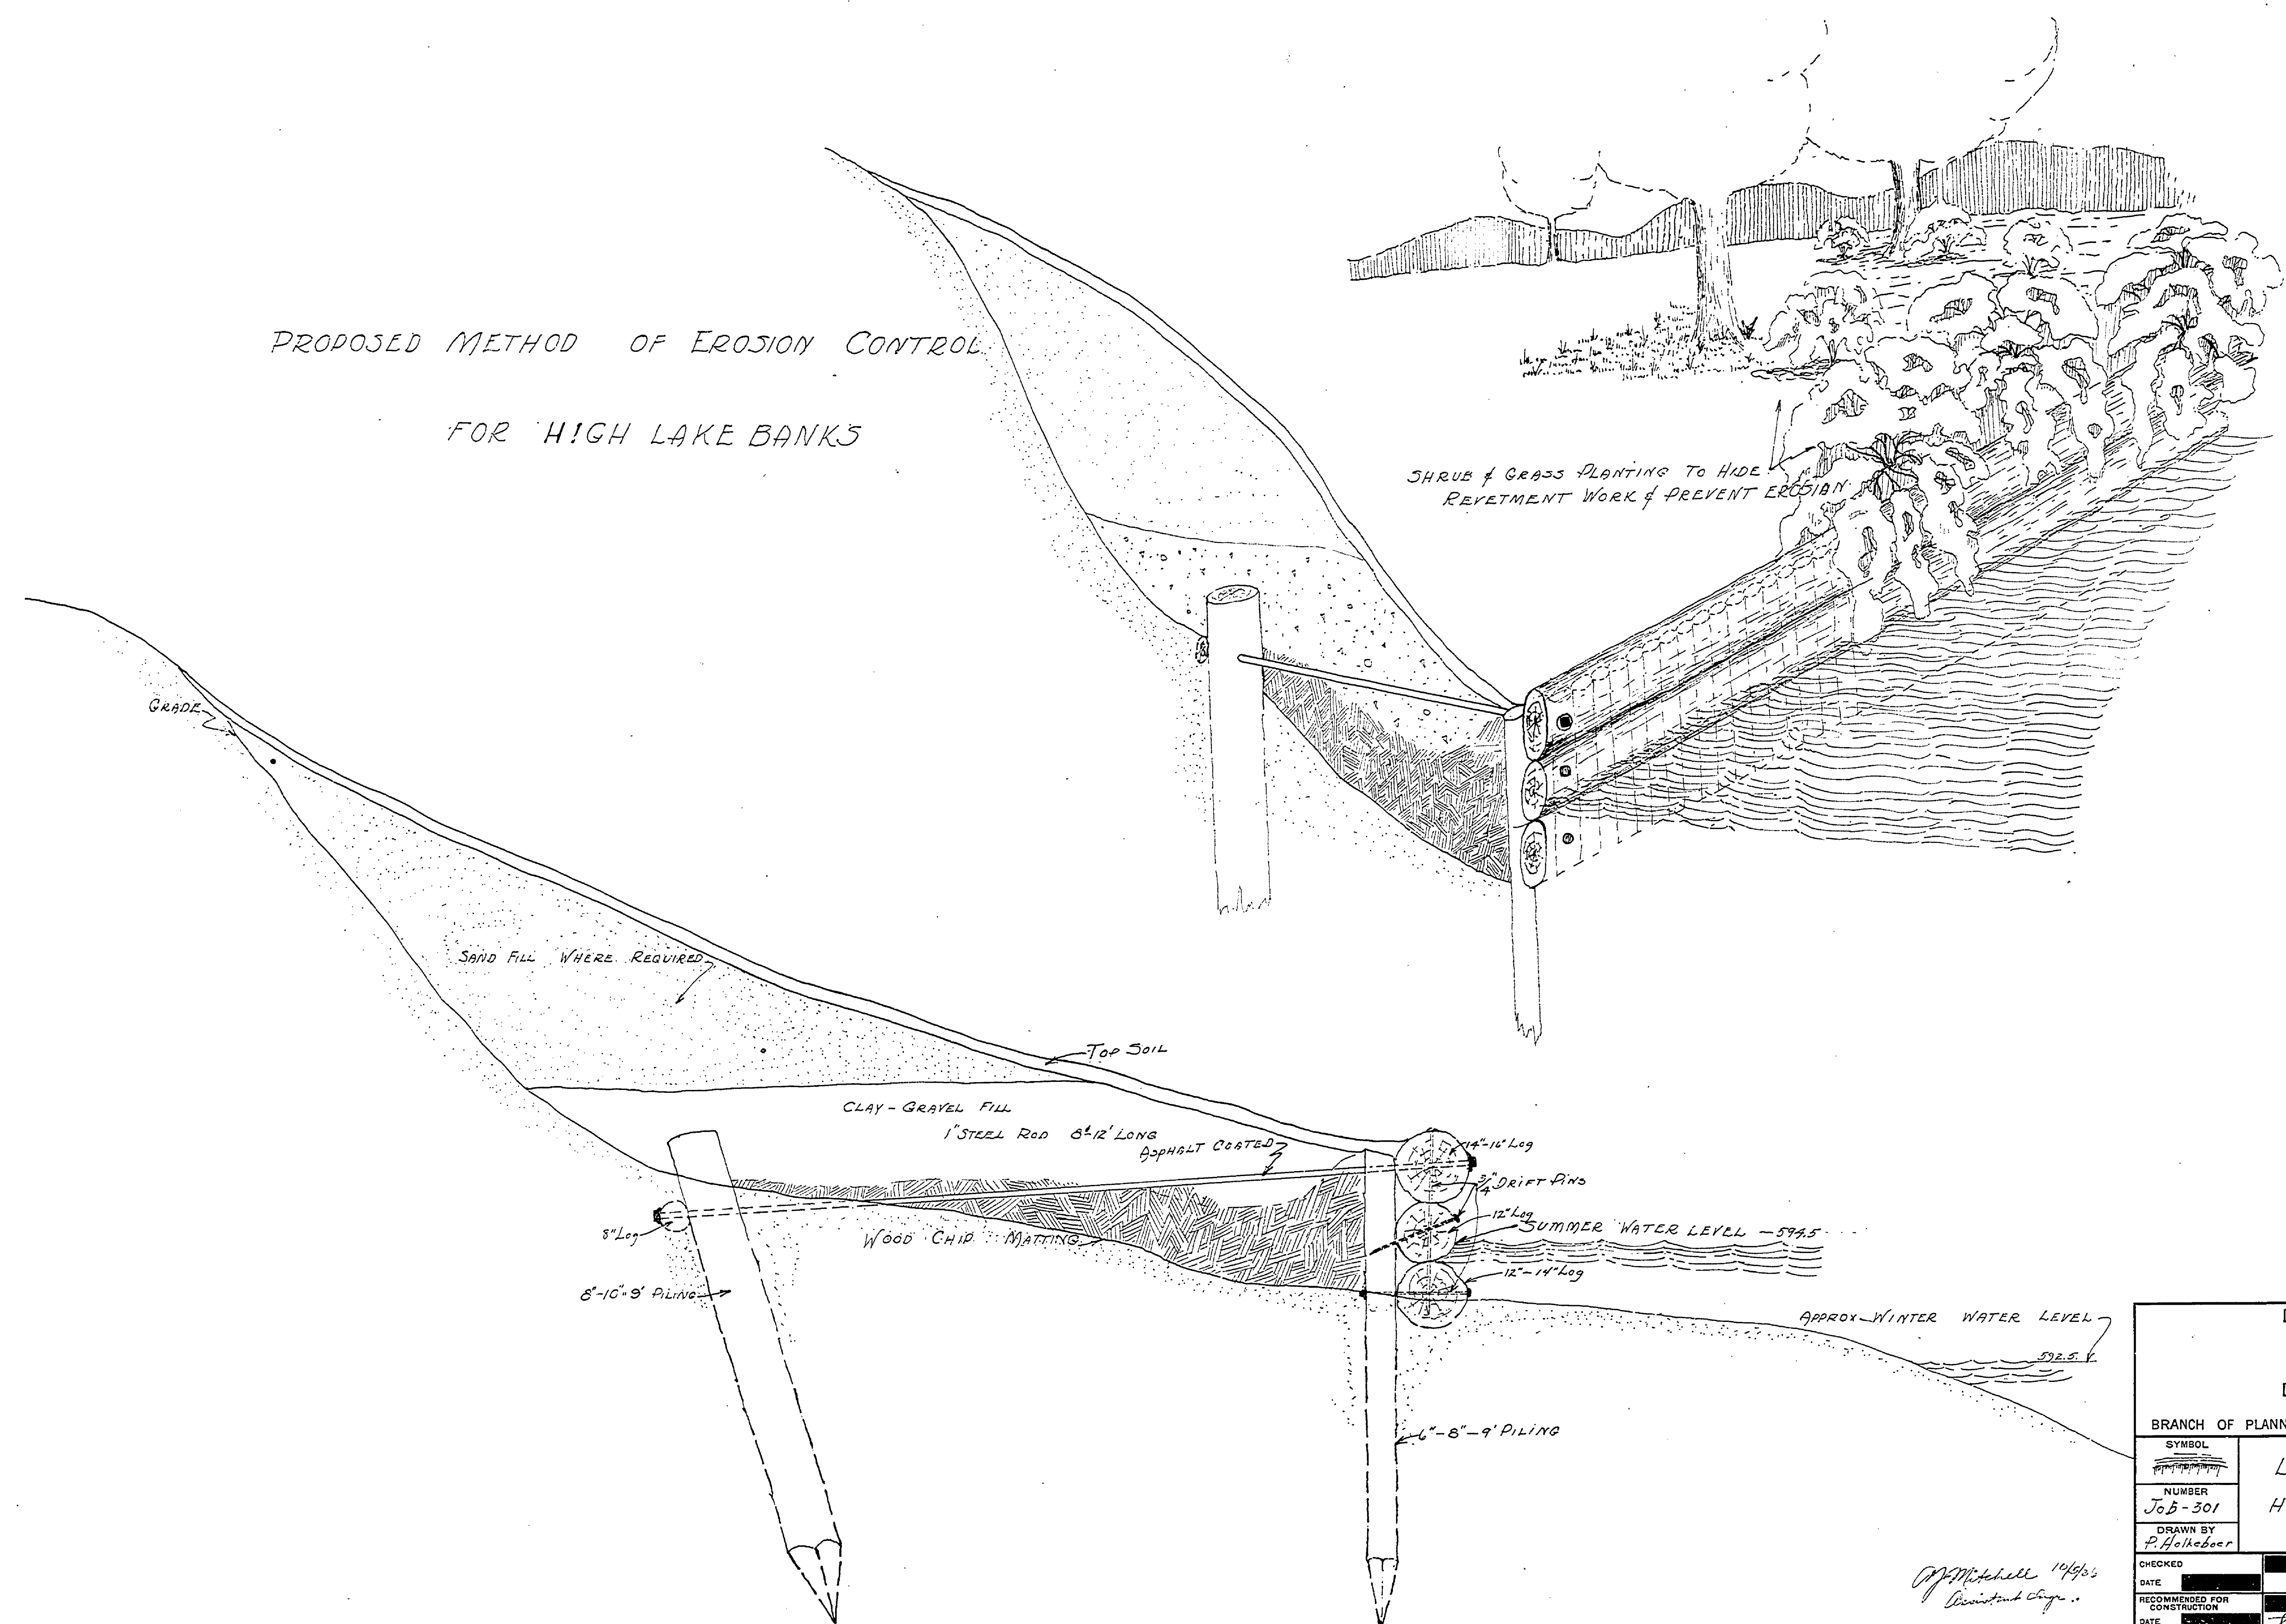 PROPOSED METHOD OF EROSION CONTROL
FOR HIGH LAKE BANKS
SHRUB & GRASS PLANTING TO HIDE
REVETMENT WORK & PREVENT EROSIAN
GRADE
SAND FILL WHERE REQUIRED
TOP SOIL
CLAY-GRAVEL FILL
1" STEEL ROD 8'-12' LONG
ASPHALT COATED
14"-16" LOG
3/4" DRIFT PINS
12" LOG
SUMMER WATER LEVEL - 594.5
8" LOG
WOOD CHIP MATTING
12"-14" LOG
8"-10"-9' PILING
APPROX. WINTER WATER LEVEL
592.5
6"-8"-9' PILING
BRANCH OF PLANN
SYMBOL
NUMBER
JOB-301
H
DRAWN BY
P. Holkeboer
CHECKED
DATE
RECOMMENDED FOR
CONSTRUCTION
DATE
Mitchell